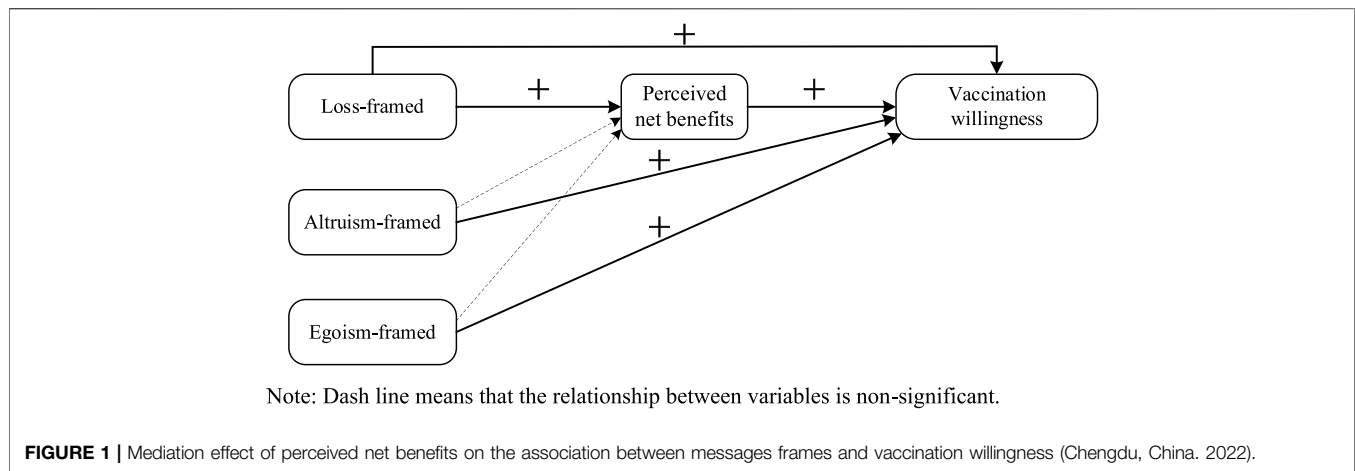 +
Loss-framed
+
Perceived
net benefits
+
Vaccination
willingness
+
Altruism-framed
+
Egoism-framed
Note: Dash line means that the relationship between variables is non-significant.
FIGURE 1 | Mediation effect of perceived net benefits on the association between messages frames and vaccination willingness (Chengdu, China. 2022).